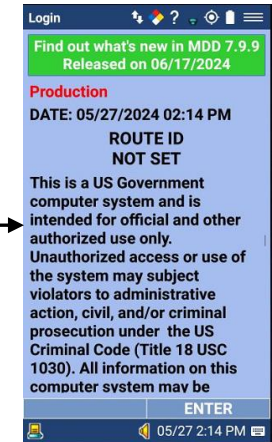 Login
?
Find out what's new in MDD 7.9.9
Released on 06/17/2024
Production
DATE: 05/27/2024 02:14 PM
ROUTE ID
NOT SET
This is a US Government
computer system and is
intended for official and other
authorized use only.
Unauthorized access or use of
the system may subject
violators to administrative
action, civil, and/or criminal
prosecution under the US
Criminal Code (Title 18 USC
1030). All information on this
computer system may be
ENTER
05/27 2:14 PM